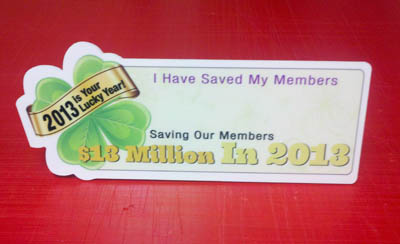 2013 is Your
Lucky Year!
I Have Saved My Members
Saving Our Members
$13 Million In 2013